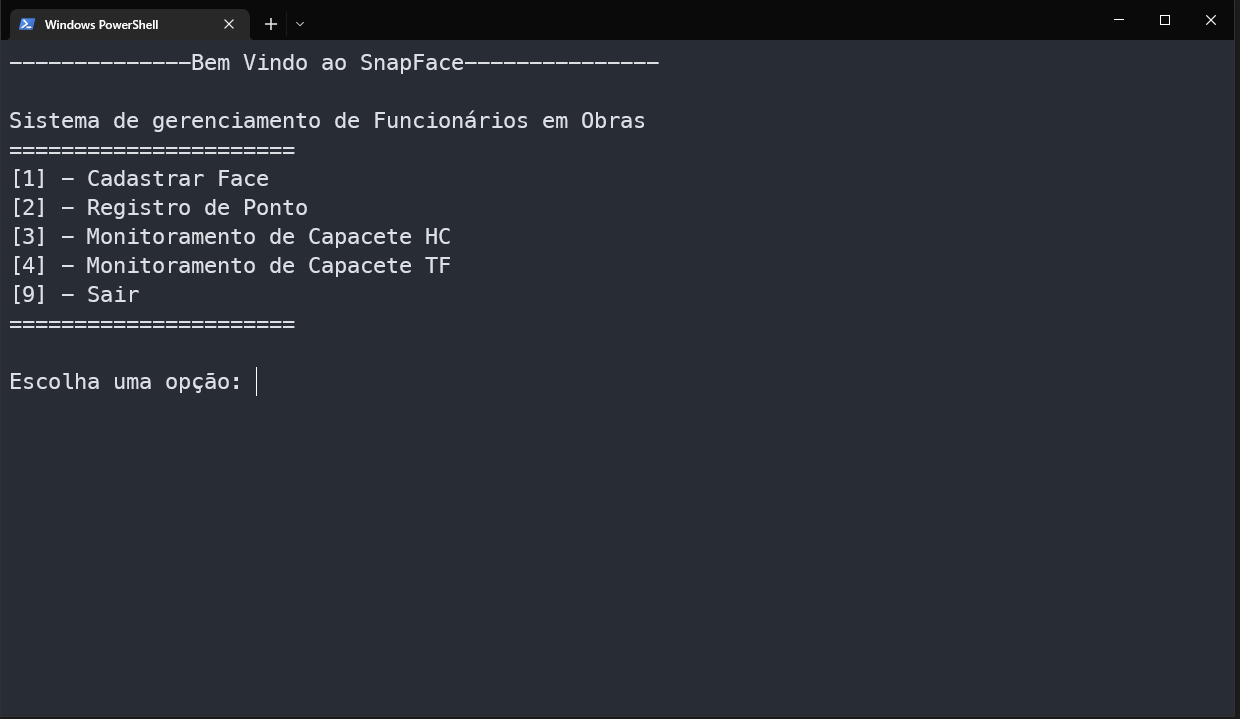 Windows PowerShell
--------------Bem Vindo ao SnapFace---------------
Sistema de gerenciamento de Funcionários em Obras
======================
[1] - Cadastrar Face
[2] - Registro de Ponto
[3] - Monitoramento de Capacete HC
[4] - Monitoramento de Capacete TF
[9] - Sair
======================
Escolha uma opção: